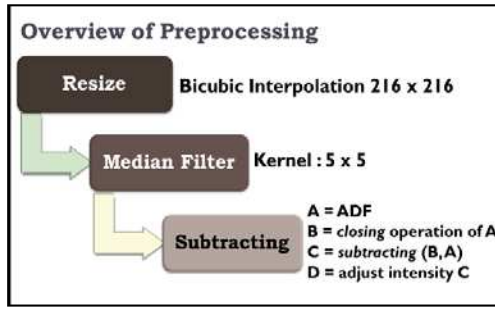 Overview of Preprocessing
Resize
Bicubic Interpolation 216 x 216
Median Filter
Kernel : 5 x 5
Subtracting
A = ADF
B = closing operation of A
C = subtracting (B, A)
D = adjust intensity C